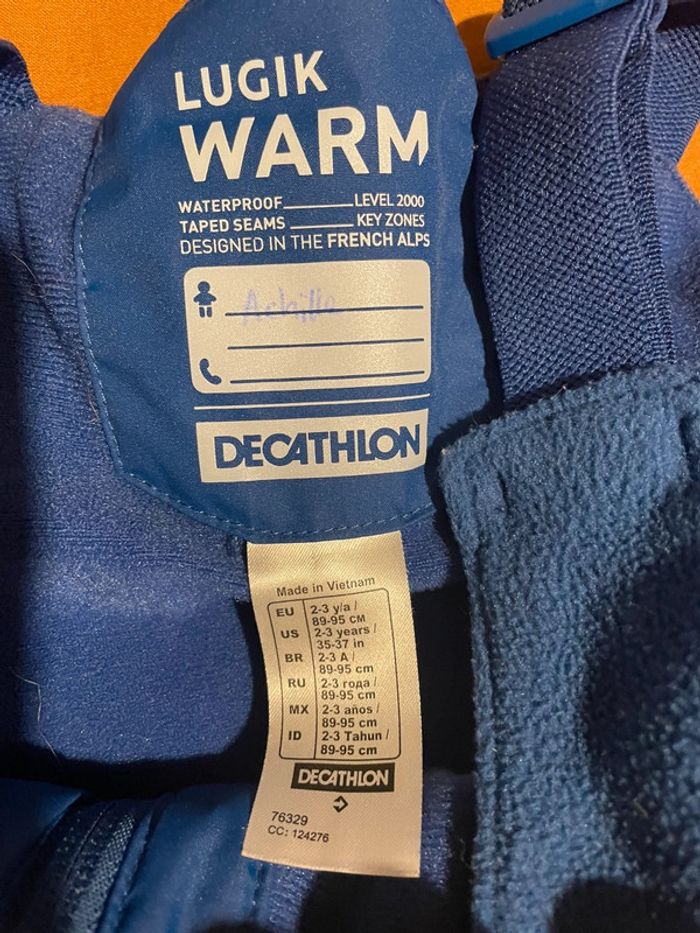 LUGIK
WARM
WATERPROOF LEVEL 2000
TAPED SEAMS KEY ZONES
DESIGNED IN THE FRENCH ALPS
Achille
DECATHLON
Made in Vietnam
EU 2-3 y/a /
89-95 CM
US 2-3 years /
35-37 in
BR 2-3 A /
89-95 cm
RU 2-3 года /
89-95 cm
MX 2-3 años /
89-95 cm
ID 2-3 Tahun /
89-95 cm
DECATHLON
76329
CC: 124276